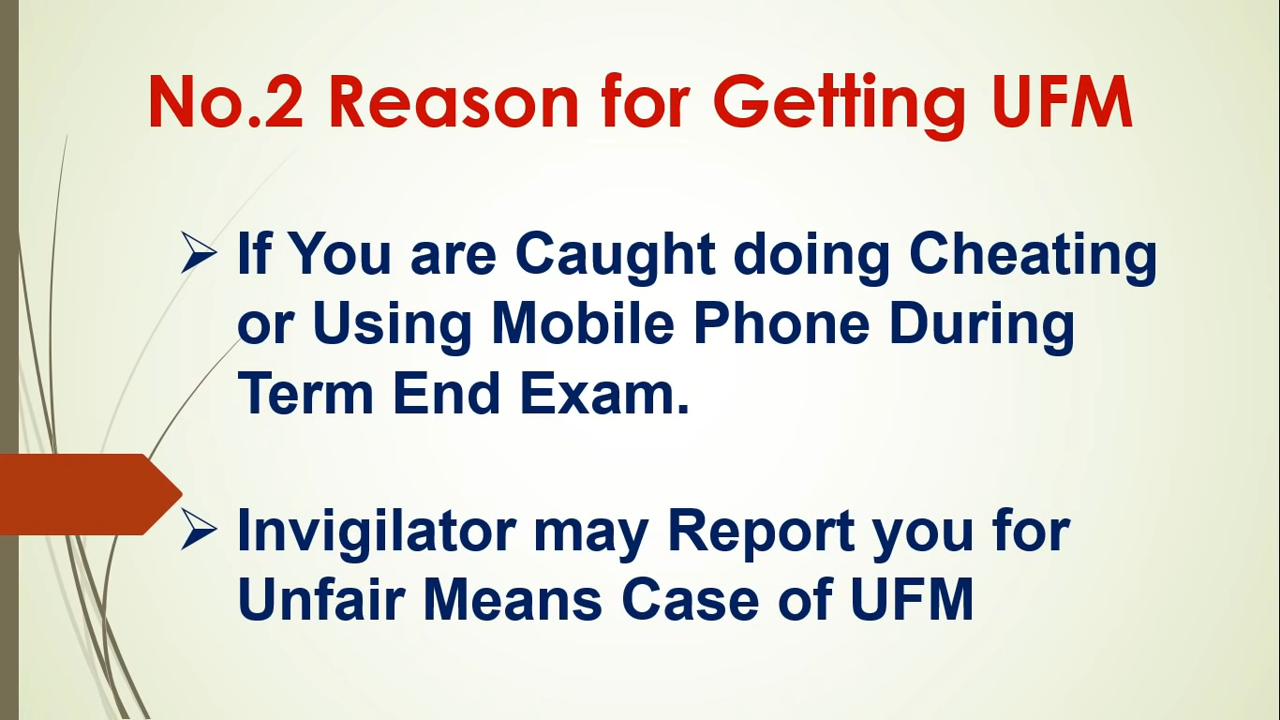 No.2 Reason for Getting UFM
➢ If You are Caught doing Cheating
or Using Mobile Phone During
Term End Exam.
➢ Invigilator may Report you for
Unfair Means Case of UFM